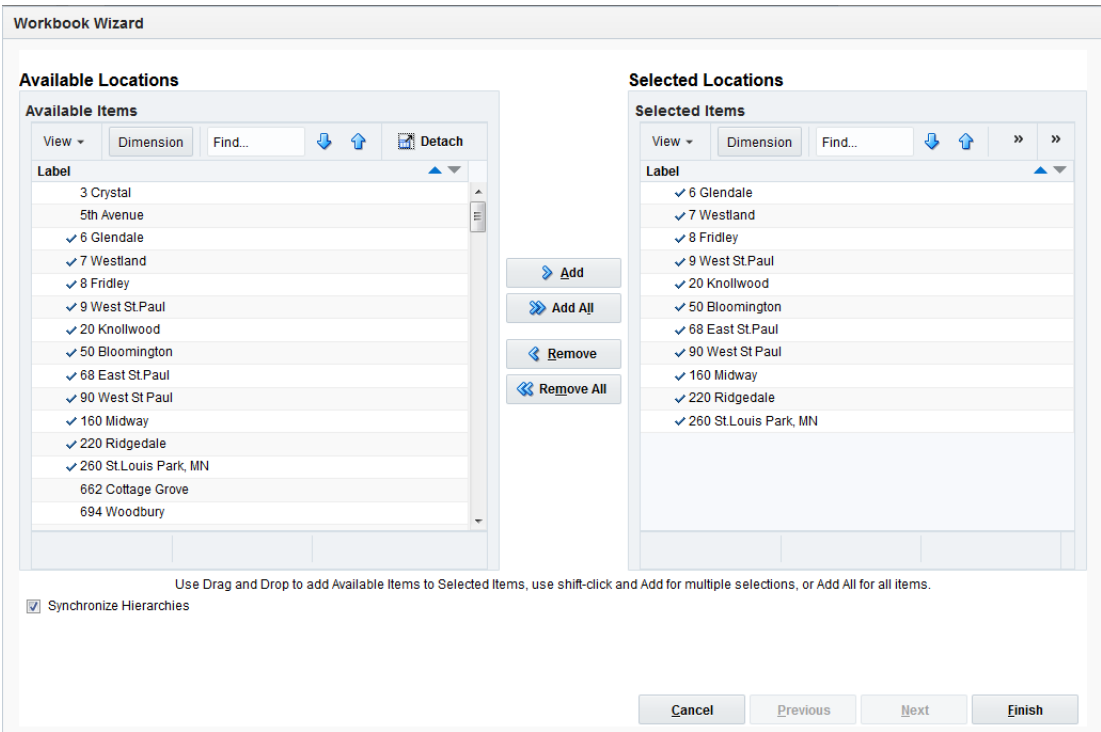 Workbook Wizard
Available Locations
Available Items
View Dimension Find... Detach
Label
3 Crystal
5th Avenue
6 Glendale
7 Westland
8 Fridley
9 West St.Paul
20 Knollwood
50 Bloomington
68 East St.Paul
90 West St Paul
160 Midway
220 Ridgedale
260 St.Louis Park, MN
662 Cottage Grove
694 Woodbury
Add
Add All
Remove
Remove All
Selected Locations
Selected Items
View Dimension Find... » »
Label
6 Glendale
7 Westland
8 Fridley
9 West St.Paul
20 Knollwood
50 Bloomington
68 East St.Paul
90 West St Paul
160 Midway
220 Ridgedale
260 St.Louis Park, MN
Use Drag and Drop to add Available Items to Selected Items, use shift-click and Add for multiple selections, or Add All for all items.
Synchronize Hierarchies
Cancel Previous Next Finish